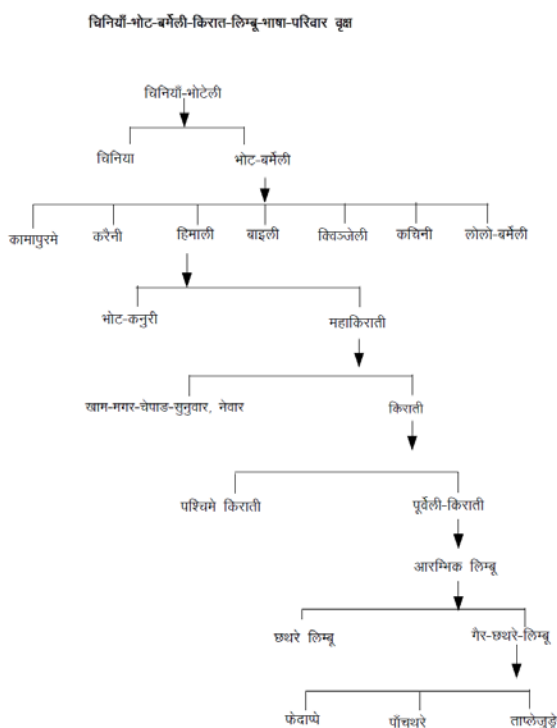 चिनियाँ-भोट-बर्मेली-किरात-लिम्बू-भाषा-परिवार वृक्ष
चिनियाँ-भोटेली
चिनिया भोट-बर्मेली
कामापुरमे करैनी हिमाली बाइली क्विञ्जेली कचिनी लोलो-बर्मेली
भोट-कनुरी महाकिराती
खाम-मगर-चेपाङ-सुनुवार, नेवार किराती
पश्चिमे किराती पूर्वेली-किराती
आरम्भिक लिम्बू
छथरे लिम्बू गैर-छथरे-लिम्बू
फेदाप्पे पाँचथरे ताप्लेजुङे